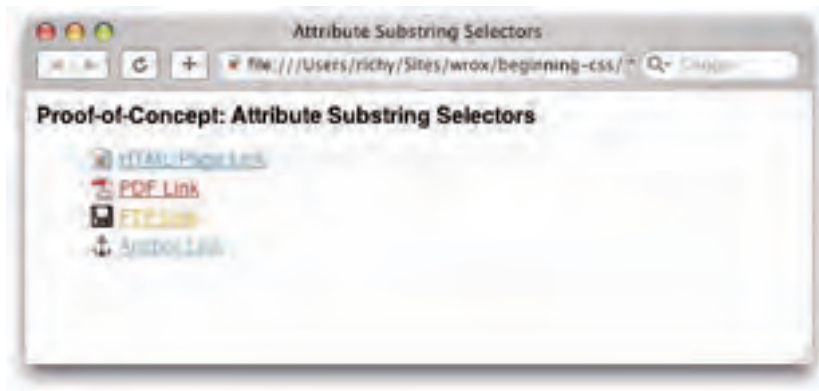 Attribute Substring Selectors
file:///Users/richy/Sites/wrox/beginning-css/
Proof-of-Concept: Attribute Substring Selectors
HTML Page Link
PDF Link
FTP Link
Anchor Link